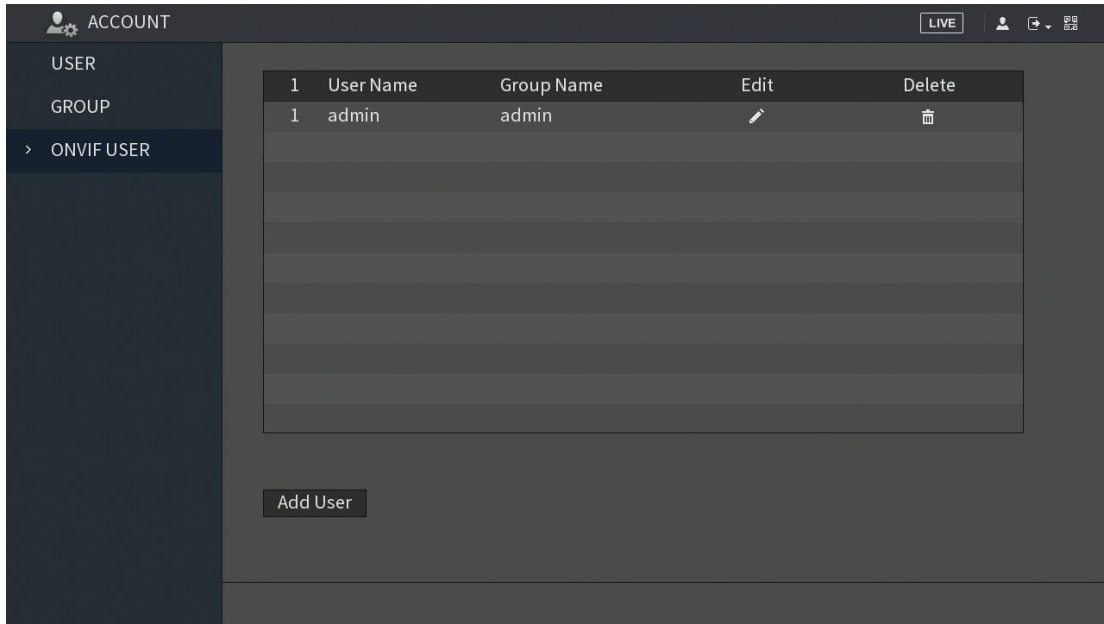 ACCOUNT LIVE
USER
GROUP
ONVIF USER
1 User Name Group Name Edit Delete
1 admin admin
Add User